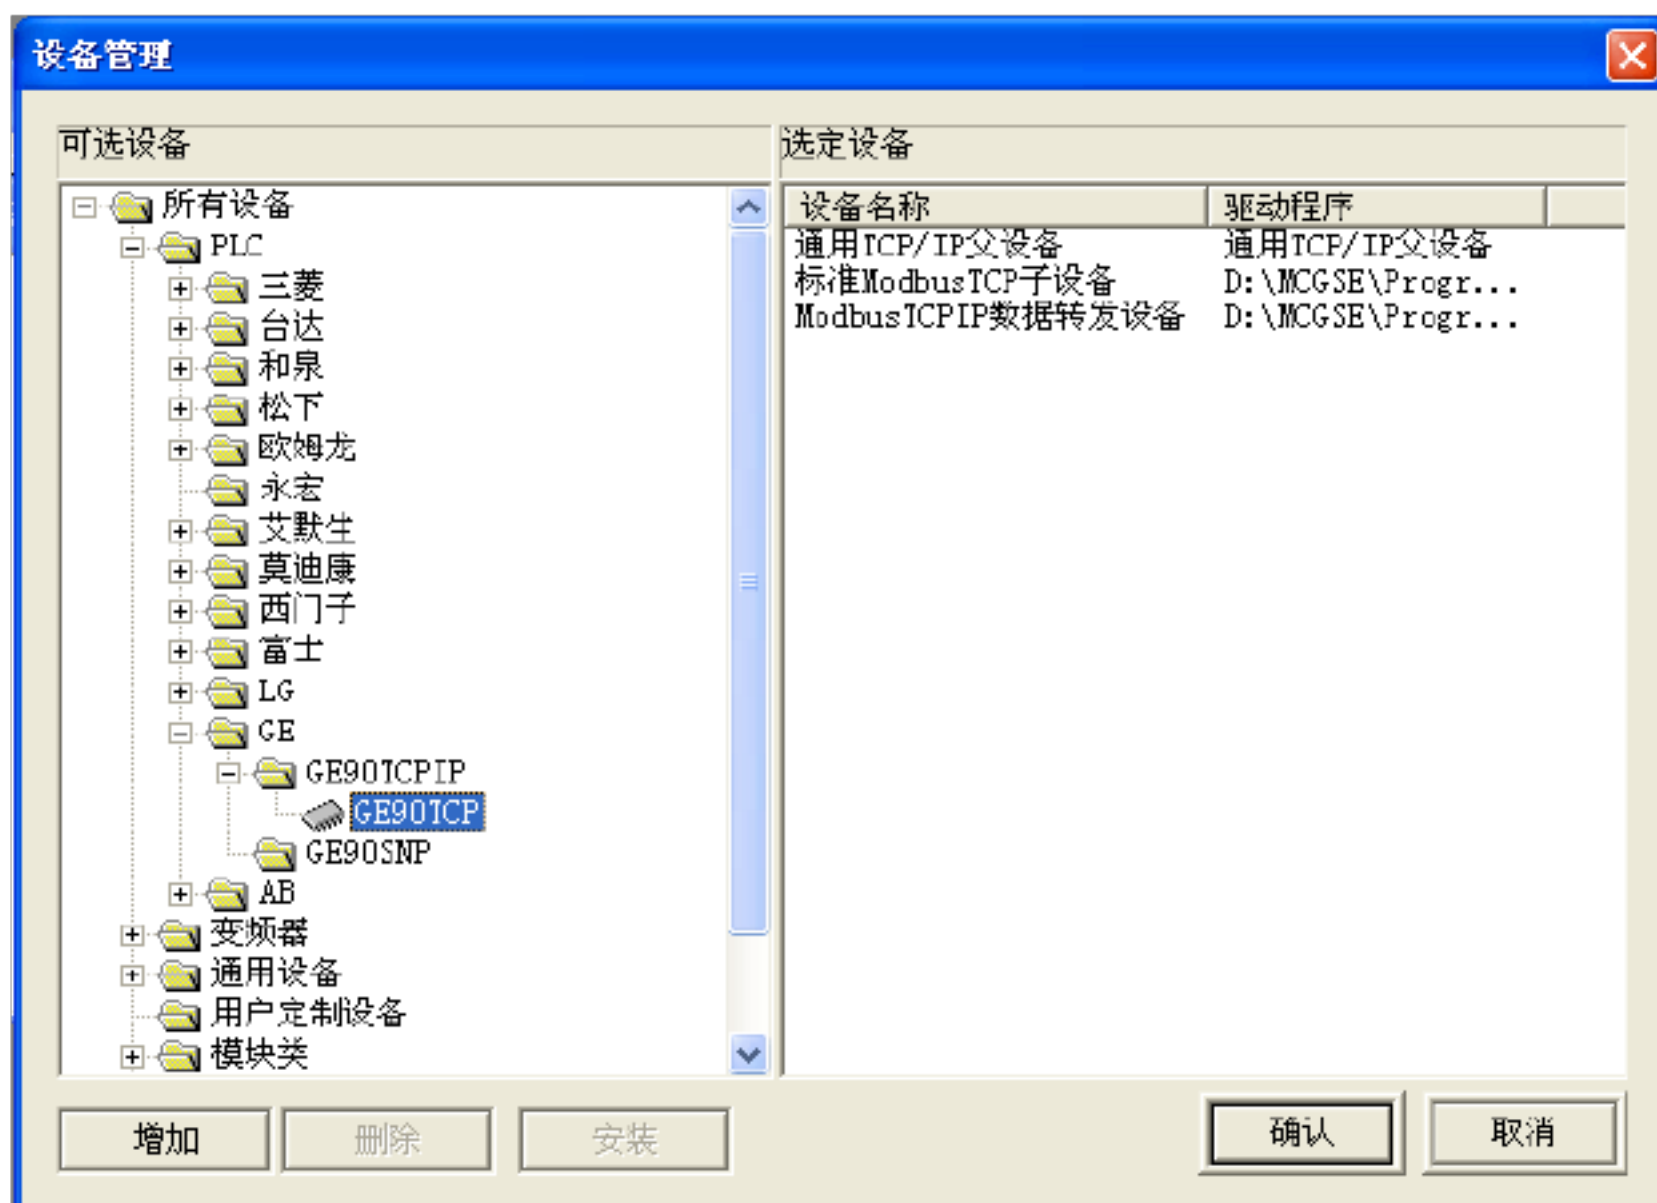 设备管理
可选设备
所有设备
PLC
三菱
台达
和泉
松下
欧姆龙
永宏
艾默生
莫迪康
西门子
富士
LG
GE
GE90TCPIP
GE90TCP
GE90SNP
AB
变频器
通用设备
用户定制设备
模块类
选定设备
设备名称 驱动程序
通用TCP/IP父设备 通用TCP/IP父设备
标准ModbusTCP子设备 D:\MCGSE\Progr...
ModbusTCPIP数据转发设备 D:\MCGSE\Progr...
增加 删除 安装 确认 取消